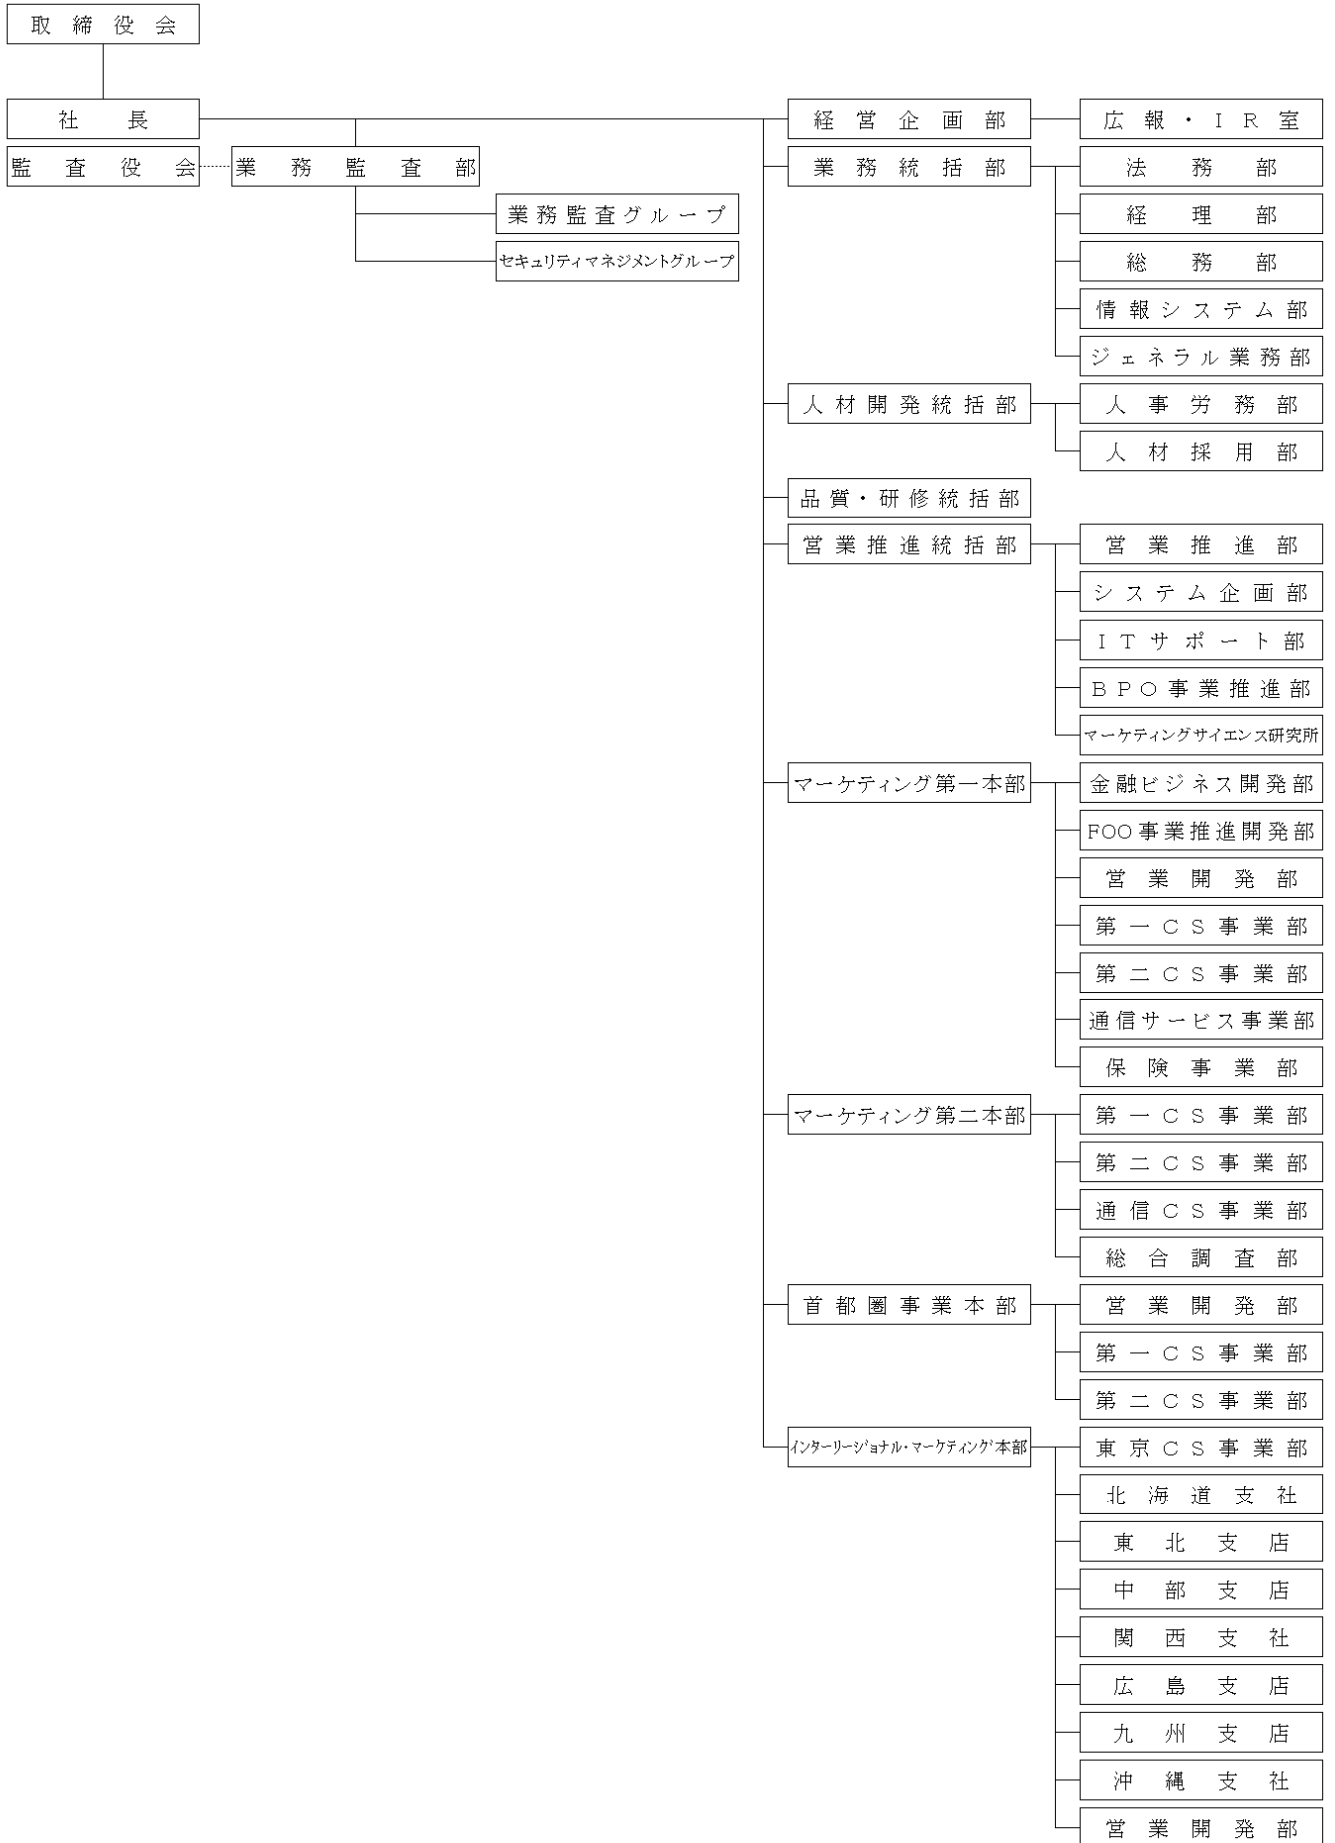 取締役会
社長
経営企画部
広報・ＩＲ室
監査役会
業務監査部
業務統括部
法務部
業務監査グループ
経理部
セキュリティマネジメントグループ
総務部
情報システム部
ジェネラル業務部
人材開発統括部
人事労務部
人材採用部
品質・研修統括部
営業推進統括部
営業推進部
システム企画部
ＩＴサポート部
ＢＰＯ事業推進部
マーケティングサイエンス研究所
マーケティング第一本部
金融ビジネス開発部
FOO事業推進開発部
営業開発部
第一ＣＳ事業部
第二ＣＳ事業部
通信サービス事業部
保険事業部
マーケティング第二本部
第一ＣＳ事業部
第二ＣＳ事業部
通信ＣＳ事業部
総合調査部
首都圏事業本部
営業開発部
第一ＣＳ事業部
第二ＣＳ事業部
ｲﾝﾀｰﾘｰｼﾞｮﾅﾙ・ﾏｰｹﾃｨﾝｸﾞ本部
東京ＣＳ事業部
北海道支社
東北支店
中部支店
関西支社
広島支店
九州支店
沖縄支社
営業開発部